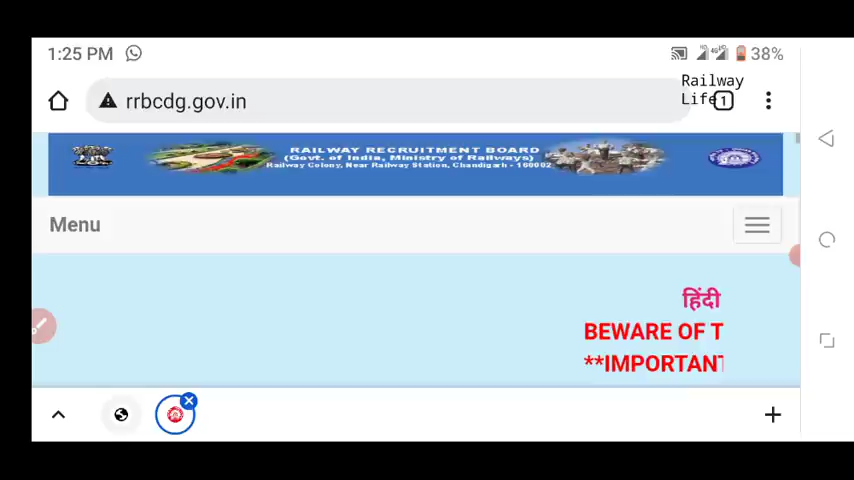 1:25 PM
38%
rrbcdg.gov.in
Railway
Life
1
RAILWAY RECRUITMENT BOARD
(Govt. of India, Ministry of Railways)
Railway Colony, Near Railway Station, Chandigarh - 160002
Menu
हिंदी
BEWARE OF T
**IMPORTANT